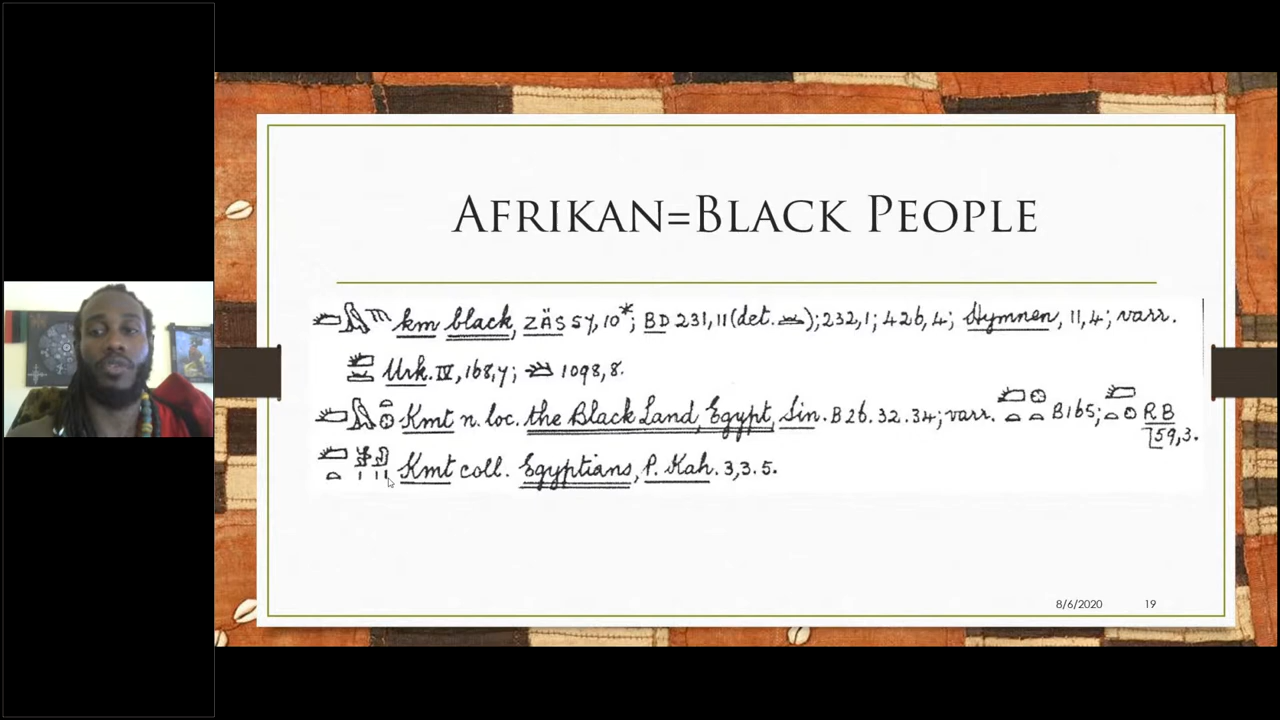 AFRIKAN=BLACK PEOPLE
km black, ZÄS 57, 10*; BD 231, 11 (det. ); 232, 1; 426, 4; Hymnen, 11, 4; varr.
Urk. IV, 168, 7; 1098, 8.
Kmt n. loc. the Black Land, Egypt, Sin. B26. 32. 34; varr. B165; RB
59, 3.
Kmt coll. Egyptians, P. Kah. 3, 3. 5.
8/6/2020 19